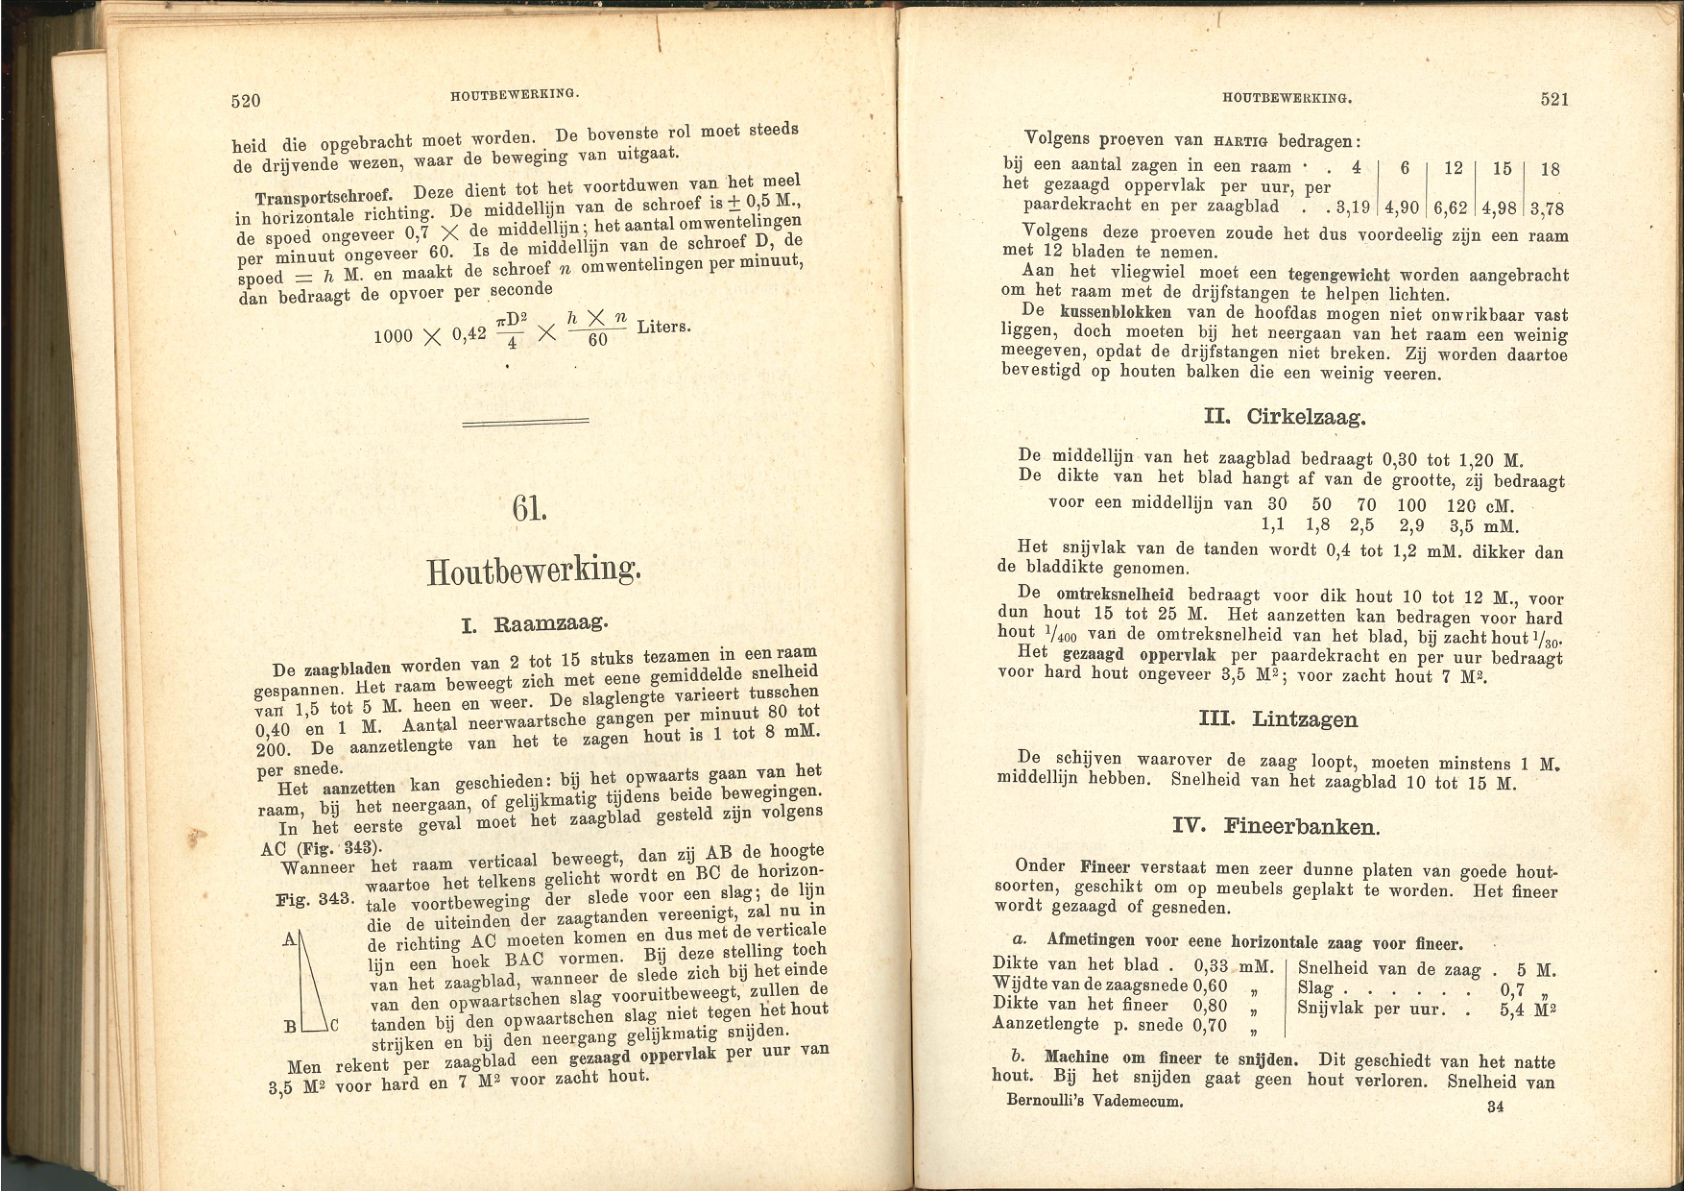 520
HOUTBEWERKING.
heid die opgebracht moet worden. De bovenste rol moet steeds
de drijvende wezen, waar de beweging van uitgaat.
Transportschroef. Deze dient tot het voortduwen van het meel
in horizontale richting. De middellijn van de schroef is ± 0,5 M.,
de spoed ongeveer 0,7 × de middellijn; het aantal omwentelingen
per minuut ongeveer 60. Is de middellijn van de schroef D, de
spoed = h M. en maakt de schroef n omwentelingen per minuut,
dan bedraagt de opvoer per seconde
1000 × 0,42 πD²/4 × h × n/60 Liters.
61.
Houtbewerking.
I. Raamzaag.
De zaagbladen worden van 2 tot 15 stuks tezamen in een raam
gespannen. Het raam beweegt zich met eene gemiddelde snelheid
van 1,5 tot 5 M. heen en weer. De slaglengte varieert tusschen
0,40 en 1 M. Aantal neerwaartsche gangen per minuut 80 tot
200. De aanzetlengte van het te zagen hout is 1 tot 8 mM.
per snede.
Het aanzetten kan geschieden: bij het opwaarts gaan van het
raam, bij het neergaan, of gelijkmatig tijdens beide bewegingen.
In het eerste geval moet het zaagblad gesteld zijn volgens
AC (Fig. 343).
Wanneer het raam verticaal beweegt, dan zij AB de hoogte
waartoe het telkens gelicht wordt en BC de horizon-
Fig. 343. tale voortbeweging der slede voor een slag; de lijn
die de uiteinden der zaagtanden vereenigt, zal nu in
A de richting AC moeten komen en dus met de verticale
lijn een hoek BAC vormen. Bij deze stelling toch
van het zaagblad, wanneer de slede zich bij het einde
van den opwaartschen slag vooruitbeweegt, zullen de
B C tanden bij den opwaartschen slag niet tegen het hout
strijken en bij den neergang gelijkmatig snijden.
Men rekent per zaagblad een gezaagd oppervlak per uur van
3,5 M² voor hard en 7 M² voor zacht hout.
HOUTBEWERKING.
521
Volgens proeven van HARTIG bedragen:
bij een aantal zagen in een raam . . 4 | 6 | 12 | 15 | 18
het gezaagd oppervlak per uur, per
paardekracht en per zaagblad . . 3,19 | 4,90 | 6,62 | 4,98 | 3,78
Volgens deze proeven zoude het dus voordeelig zijn een raam
met 12 bladen te nemen.
Aan het vliegwiel moet een tegengewicht worden aangebracht
om het raam met de drijfstangen te helpen lichten.
De kussenblokken van de hoofdas mogen niet onwrikbaar vast
liggen, doch moeten bij het neergaan van het raam een weinig
meegeven, opdat de drijfstangen niet breken. Zij worden daartoe
bevestigd op houten balken die een weinig veeren.
II. Cirkelzaag.
De middellijn van het zaagblad bedraagt 0,30 tot 1,20 M.
De dikte van het blad hangt af van de grootte, zij bedraagt
voor een middellijn van 30 50 70 100 120 cM.
1,1 1,8 2,5 2,9 3,5 mM.
Het snijvlak van de tanden wordt 0,4 tot 1,2 mM. dikker dan
de bladdikte genomen.
De omtreksnelheid bedraagt voor dik hout 10 tot 12 M., voor
dun hout 15 tot 25 M. Het aanzetten kan bedragen voor hard
hout 1/400 van de omtreksnelheid van het blad, bij zacht hout 1/80.
Het gezaagd oppervlak per paardekracht en per uur bedraagt
voor hard hout ongeveer 3,5 M²; voor zacht hout 7 M².
III. Lintzagen
De schijven waarover de zaag loopt, moeten minstens 1 M.
middellijn hebben. Snelheid van het zaagblad 10 tot 15 M.
IV. Fineerbanken.
Onder Fineer verstaat men zeer dunne platen van goede hout-
soorten, geschikt om op meubels geplakt te worden. Het fineer
wordt gezaagd of gesneden.
a. Afmetingen voor eene horizontale zaag voor fineer.
Dikte van het blad . 0,33 mM. | Snelheid van de zaag . 5 M.
Wijdte van de zaagsnede 0,60 „ | Slag . . . . . . 0,7 „
Dikte van het fineer 0,80 „ | Snijvlak per uur. . 5,4 M²
Aanzetlengte p. snede 0,70 „
b. Machine om fineer te snijden. Dit geschiedt van het natte
hout. Bij het snijden gaat geen hout verloren. Snelheid van
Bernoulli's Vademecum. 34